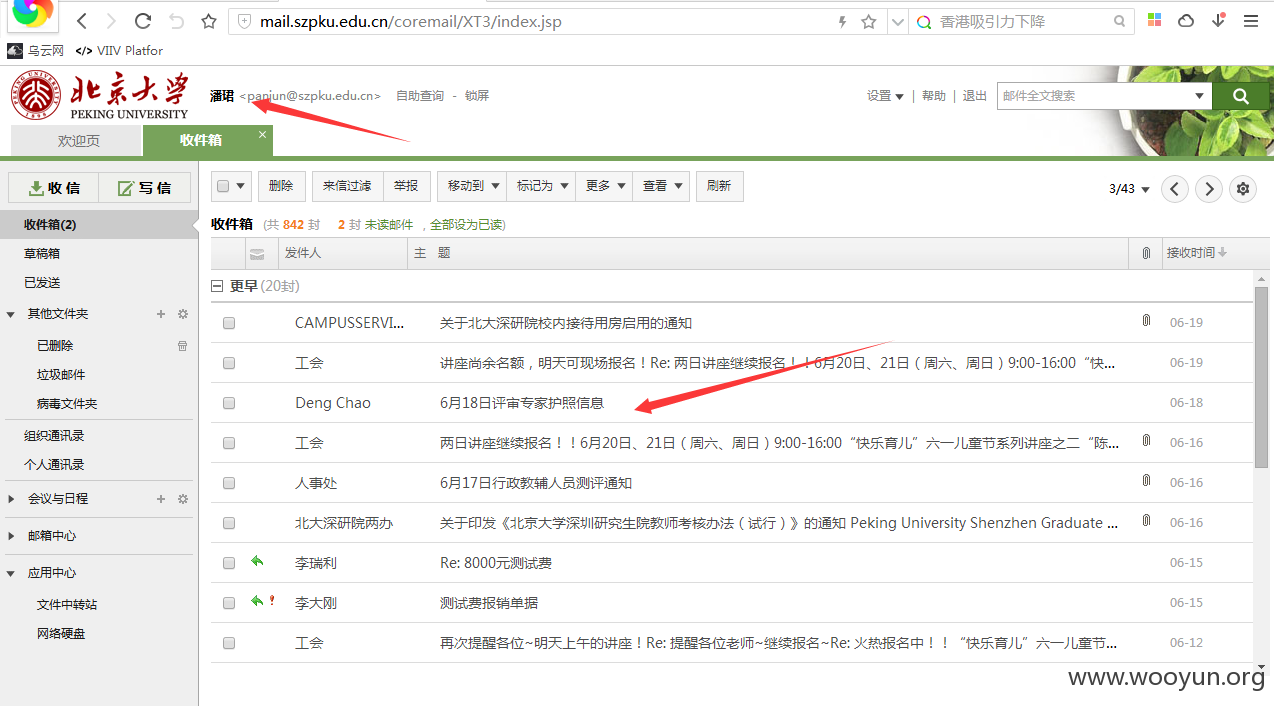 mail.szpku.edu.cn/coremail/XT3/index.jsp
香港吸引力下降
乌云网 </> VIIV Platfor
北京大学
PEKING UNIVERSITY
潘珺 <panjun@szpku.edu.cn> 自助查询 - 锁屏
设置 | 帮助 | 退出
邮件全文搜索
欢迎页 收件箱
收信 写信
删除 来信过滤 举报 移动到 标记为 更多 查看 刷新
3/43
收件箱(2)
收件箱 (共 842 封 2 封 未读邮件 , 全部设为已读)
草稿箱
发件人 主 题 接收时间
已发送
更早 (20封)
其他文件夹
CAMPUSSERVI... 关于北大深研院校内接待用房启用的通知 06-19
已删除
工会 讲座尚余名额，明天可现场报名！Re: 两日讲座继续报名！！6月20日、21日（周六、周日）9:00-16:00“快... 06-19
垃圾邮件
病毒文件夹
Deng Chao 6月18日评审专家护照信息 06-18
组织通讯录
工会 两日讲座继续报名！！6月20日、21日（周六、周日）9:00-16:00“快乐育儿”六一儿童节系列讲座之二“陈... 06-16
个人通讯录
人事处 6月17日行政教辅人员测评通知 06-16
会议与日程
北大深研院两办 关于印发《北京大学深圳研究生院教师考核办法（试行）》的通知 Peking University Shenzhen Graduate ... 06-16
邮箱中心
李瑞利 Re: 8000元测试费 06-15
应用中心
李大刚 测试费报销单据 06-15
文件中转站
网络硬盘
工会 再次提醒各位~明天上午的讲座！Re: 提醒各位老师~继续报名~Re: 火热报名中！！“快乐育儿”六一儿童节... 06-12
www.wooyun.org